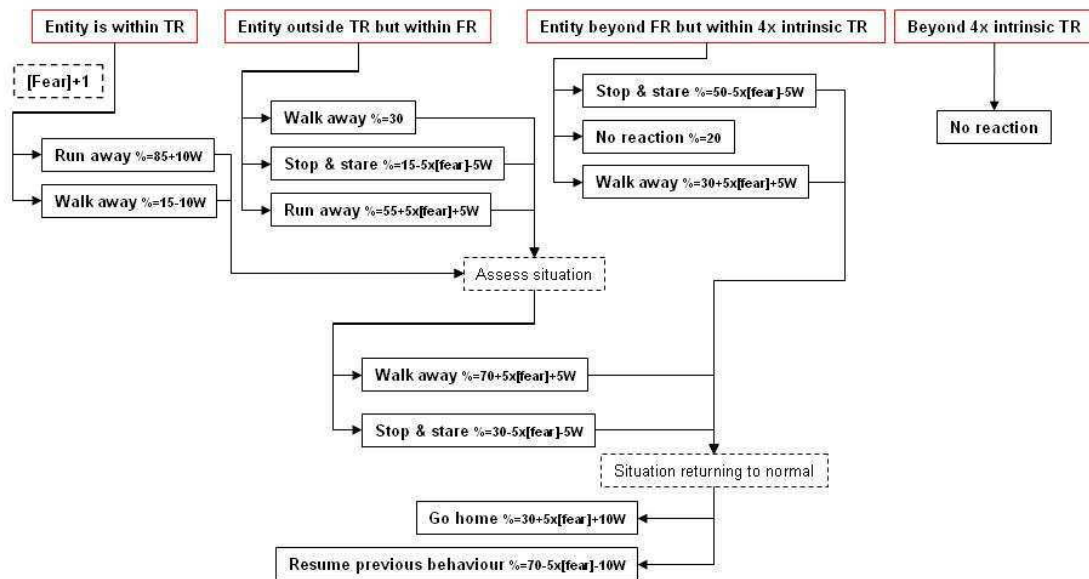 Entity is within TR
Entity outside TR but within FR
Entity beyond FR but within 4x intrinsic TR
Beyond 4x intrinsic TR
[Fear]+1
Stop & stare %=50-5x[fear]-5W
Walk away %=30
No reaction
No reaction %=20
Run away %=85+10W
Stop & stare %=15-5x[fear]-5W
Walk away %=30+5x[fear]+5W
Walk away %=15-10W
Run away %=55+5x[fear]+5W
Assess situation
Walk away %=70+5x[fear]+5W
Stop & stare %=30-5x[fear]-5W
Situation returning to normal
Go home %=30+5x[fear]+10W
Resume previous behaviour %=70-5x[fear]-10W